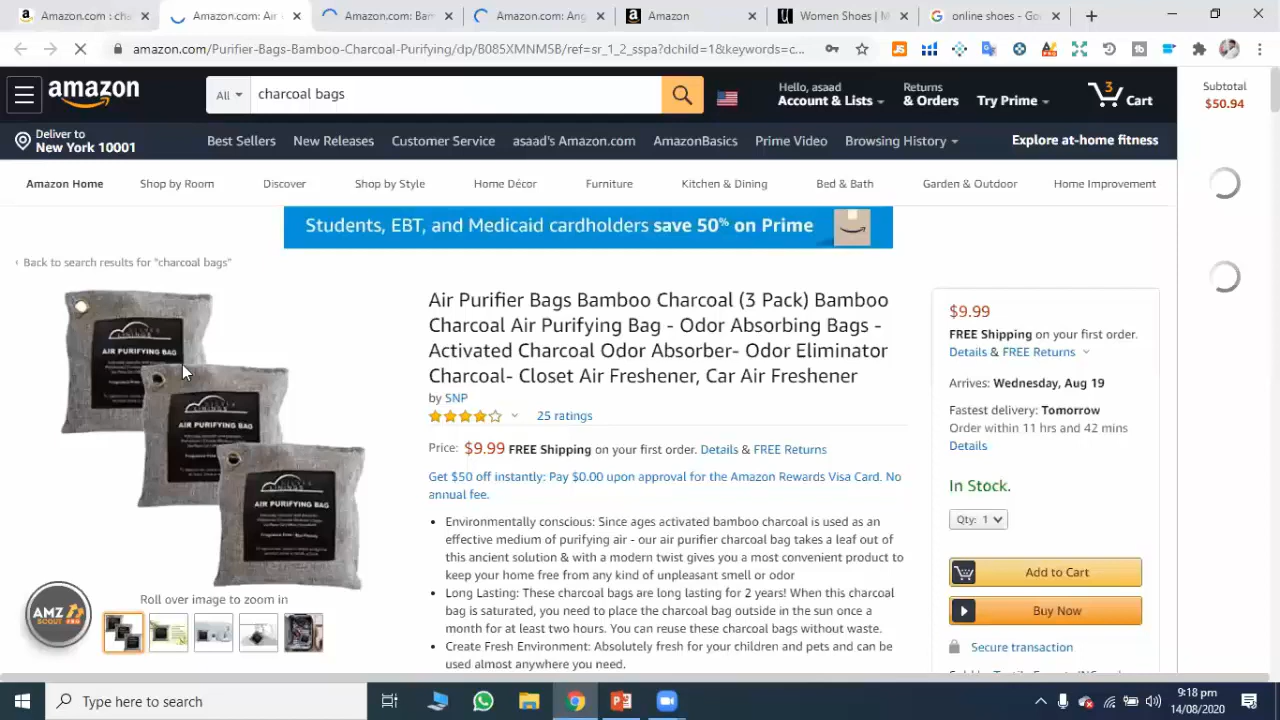 Amazon.com : cha
Amazon.com: Air
Amazon.com: Bam
Amazon.com: Ang
Amazon
Women Shoes | N
online shoes - Go
amazon.com/Purifier-Bags-Bamboo-Charcoal-Purifying/dp/B085XMNM5B/ref=sr_1_2_sspa?dchild=1&keywords=c...
amazon
All
charcoal bags
Hello, asaad
Account & Lists
Returns
& Orders
Try Prime
3
Cart
Subtotal
$50.94
Deliver to
New York 10001
Best Sellers
New Releases
Customer Service
asaad's Amazon.com
AmazonBasics
Prime Video
Browsing History
Explore at-home fitness
Amazon Home
Shop by Room
Discover
Shop by Style
Home Décor
Furniture
Kitchen & Dining
Bed & Bath
Garden & Outdoor
Home Improvement
Students, EBT, and Medicaid cardholders save 50% on Prime
‹ Back to search results for "charcoal bags"
AIR PURIFYING BAG
AIR PURIFYING BAG
AIR PURIFYING BAG
Roll over image to zoom in
AMZ
SCOUT PRO
Air Purifier Bags Bamboo Charcoal (3 Pack) Bamboo
Charcoal Air Purifying Bag - Odor Absorbing Bags -
Activated Charcoal Odor Absorber- Odor Eliminator
Charcoal- Closet Air Freshener, Car Air Freshener
by SNP
25 ratings
99 FREE Shipping on your first order. Details & FREE Returns
Get $50 off instantly: Pay $0.00 upon approval for the Amazon Rewards Visa Card. No
annual fee.
Since ages activated bamboo charcoal is used as an
medium of purifying air - our air purifier charcoal bag takes a leaf out of
this ancient solution with a modern twist gives you a most convenient product to
keep your home free from any kind of unpleasant smell or odor
• Long Lasting: These charcoal bags are long lasting for 2 years! When this charcoal
bag is saturated, you need to place the charcoal bag outside in the sun once a
month for at least two hours. You can reuse these charcoal bags without waste.
• Create Fresh Environment: Absolutely fresh for your children and pets and can be
used almost anywhere you need.
$9.99
FREE Shipping on your first order.
Details & FREE Returns
Arrives: Wednesday, Aug 19
Fastest delivery: Tomorrow
Order within 11 hrs and 42 mins
Details
In Stock.
Add to Cart
Buy Now
Secure transaction
Type here to search
9:18 pm
14/08/2020